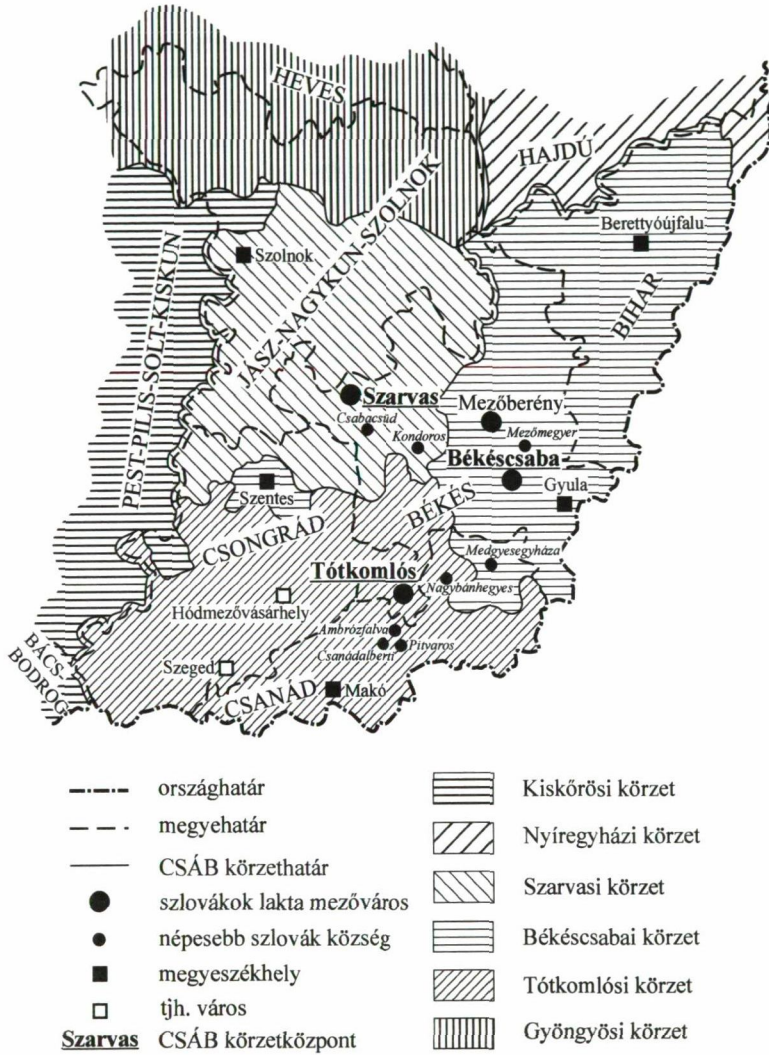 HEVES
HAJDÚ
Berettyóújfalu
Szolnok
JÁSZ-NAGYKUN-SZOLNOK
BIHAR
PEST-PILIS-SOLT-KISKUN
Szarvas
Csabacsüd
Kondoros
Mezőberény
Mezőmegyer
Békéscsaba
Gyula
Szentes
BÉKÉS
CSONGRÁD
Medgyesegyháza
Tótkomlós
Nagybánhegyes
Hódmezővásárhely
Ambrózfalva
Csanádalberti
Pitvaros
Szeged
BÁCS-
BODROG
CSANÁD
Makó
országhatár
megyehatár
CSÁB körzethatár
szlovákok lakta mezőváros
népesebb szlovák község
megyeszékhely
tjh. város
Szarvas CSÁB körzetközpont
Kiskőrösi körzet
Nyíregyházi körzet
Szarvasi körzet
Békéscsabai körzet
Tótkomlósi körzet
Gyöngyösi körzet